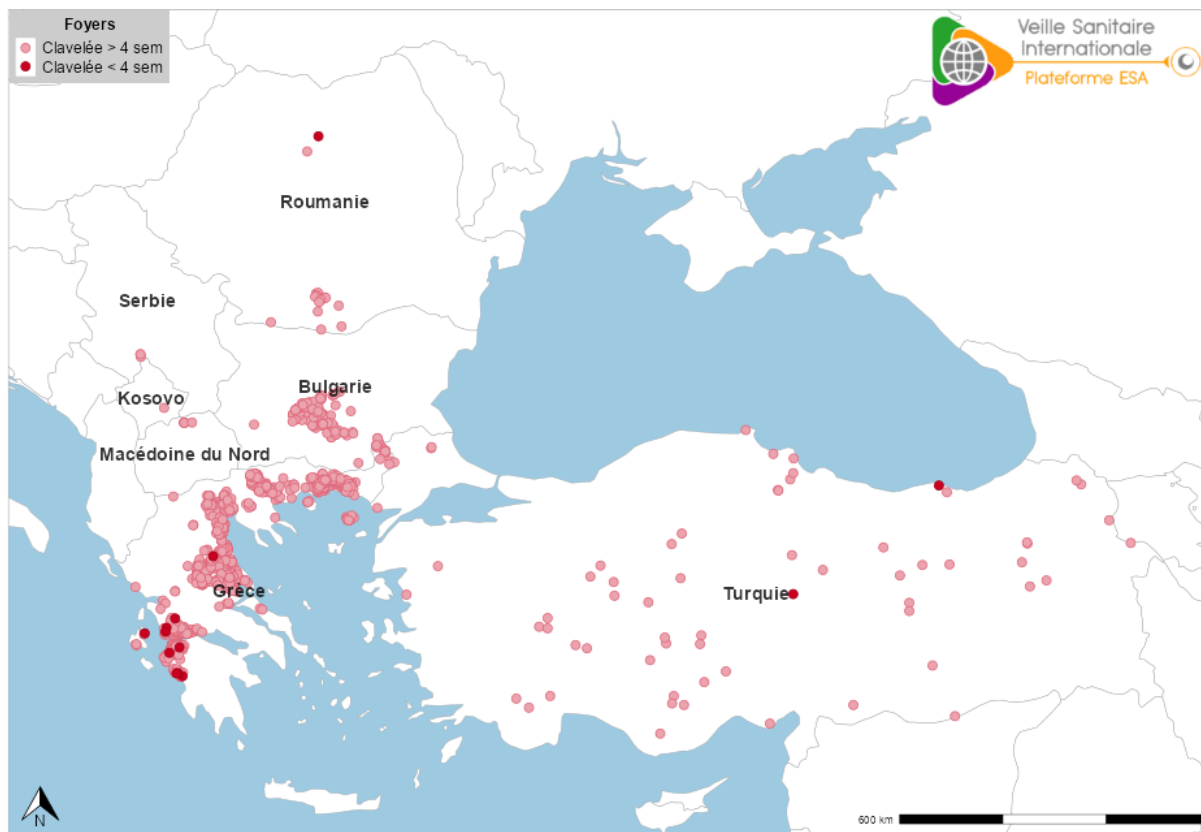 Foyers
Clavelée > 4 sem
Clavelée < 4 sem
Veille Sanitaire
Internationale
Plateforme ESA
Roumanie
Serbie
Bulgarie
Kosovo
Macédoine du Nord
Grèce
Turquie
600 km
N